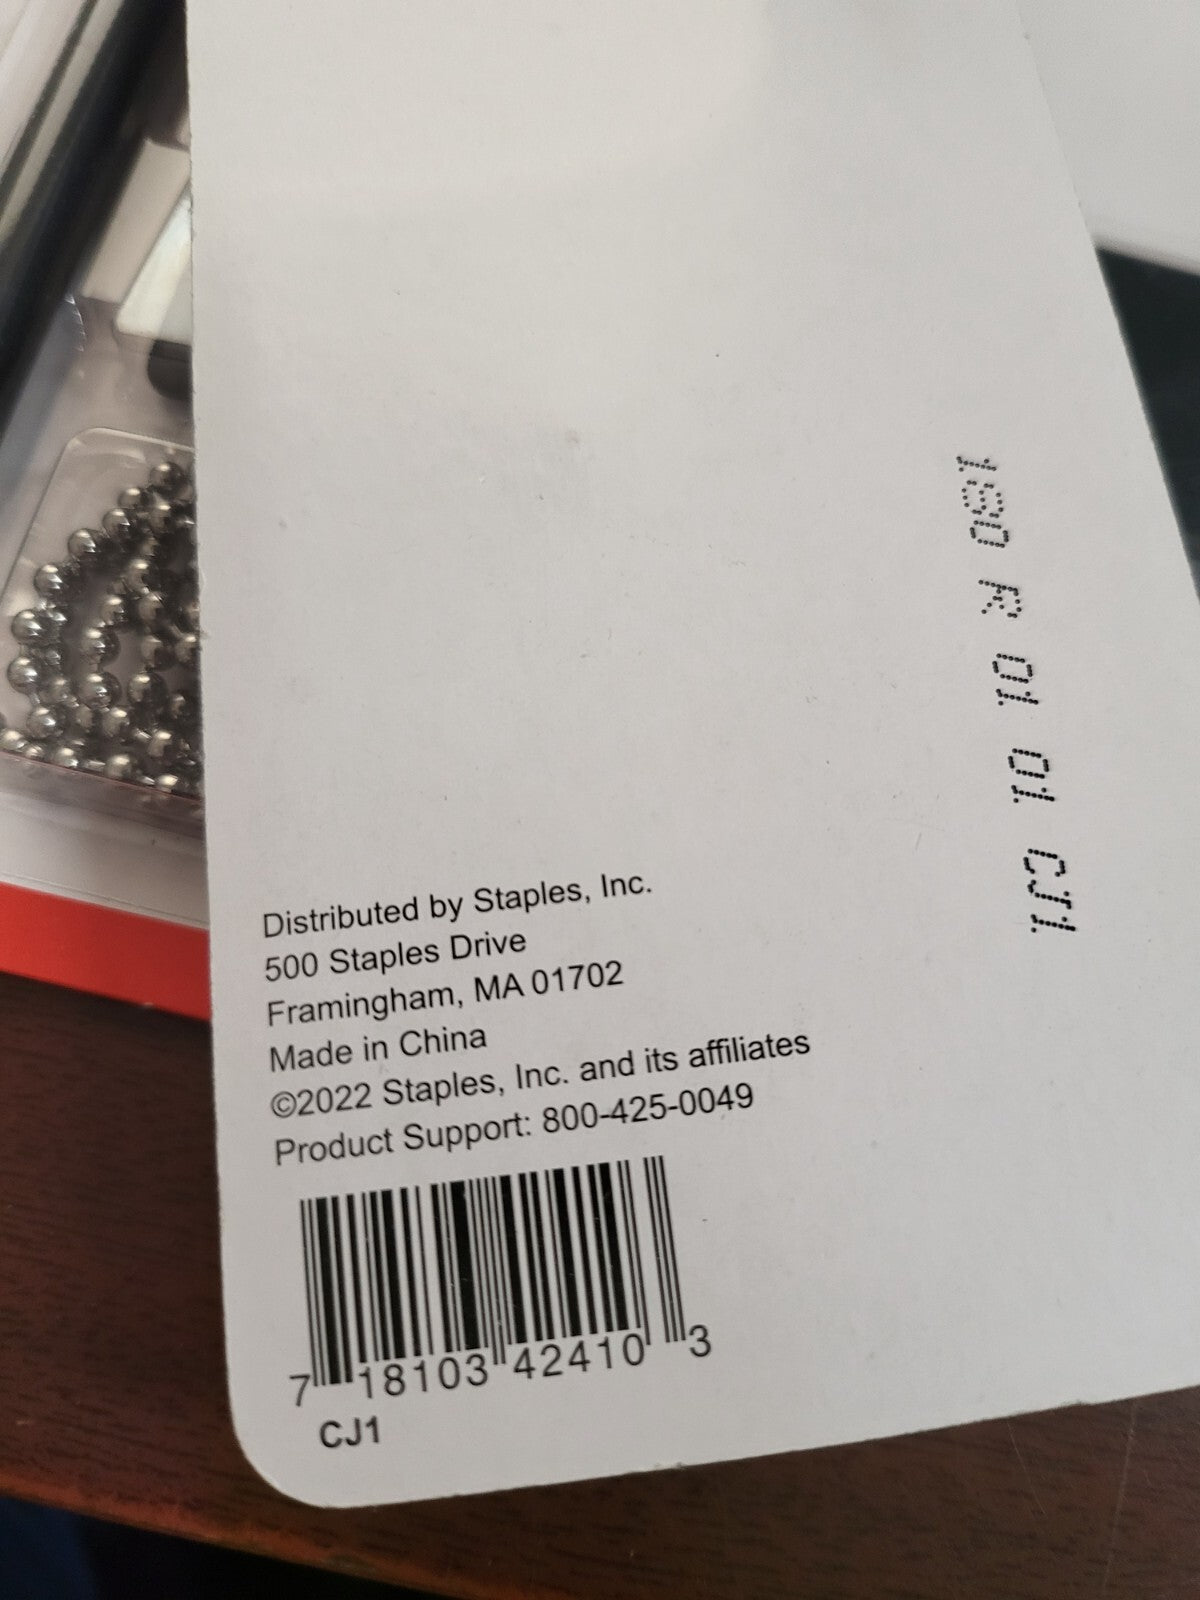 180 R 01 01 CJ1
Distributed by Staples, Inc.
500 Staples Drive
Framingham, MA 01702
Made in China
©2022 Staples, Inc. and its affiliates
Product Support: 800-425-0049
7 18103 42410 3
CJ1